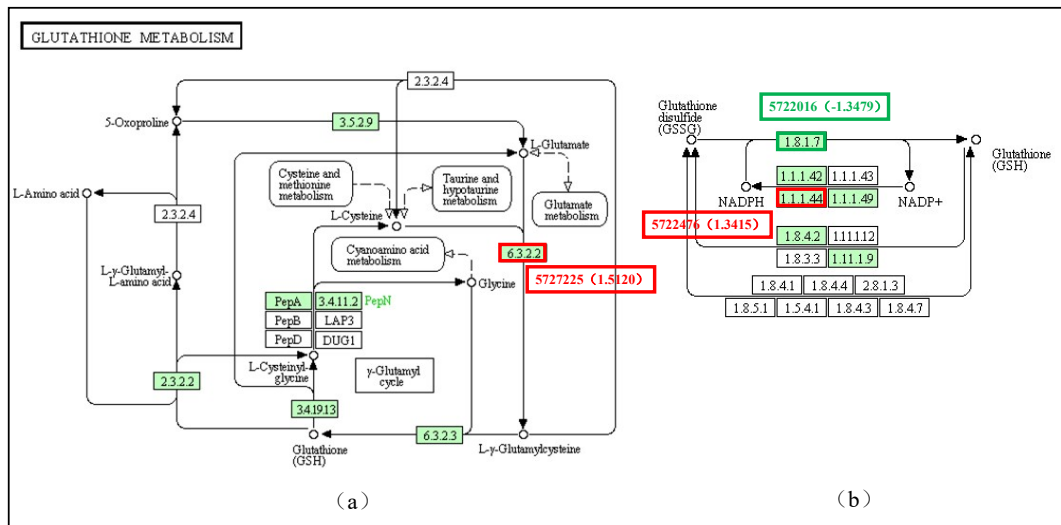 GLUTATHIONE METABOLISM
2.3.2.4
5-Oxoproline
3.5.2.9
L-Glutamate
Cysteine and
methionine
metabolism
Taurine and
hypotaurine
metabolism
Glutamate
metabolism
L-Amino acid
2.3.2.4
L-Cysteine
Cyanoamino acid
metabolism
6.3.2.2
5727225（1.5120）
L-γ-Glutamyl-
L-amino acid
Glycine
PepA
3.4.11.2
PepN
PepB
LAP3
PepD
DUG1
L-Cysteinyl-
glycine
γ-Glutamyl
cycle
2.3.2.2
3.4.19.13
6.3.2.3
Glutathione
(GSH)
L-γ-Glutamylcysteine
（a）
5722016 (-1.3479)
Glutathione
disulfide
(GSSG)
1.8.1.7
Glutathione
(GSH)
1.1.1.42
1.1.1.43
NADPH
1.1.1.44
1.1.1.49
NADP+
5722476（1.3415）
1.8.4.2
1.11.1.12
1.8.3.3
1.11.1.9
1.8.4.1
1.8.4.4
2.8.1.3
1.8.5.1
1.5.4.1
1.8.4.3
1.8.4.7
（b）